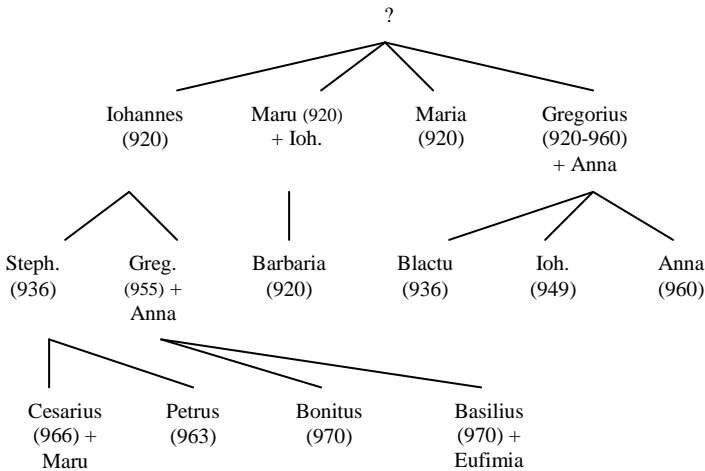 ?
Iohannes Maru (920) Maria Gregorius
(920) + Ioh. (920) (920-960)
+ Anna
Steph. Greg. Barbaria Blactu Ioh. Anna
(936) (955) + (920) (936) (949) (960)
Anna
Cesarius Petrus Bonitus Basilius
(966) + (963) (970) (970) +
Maru Eufimia